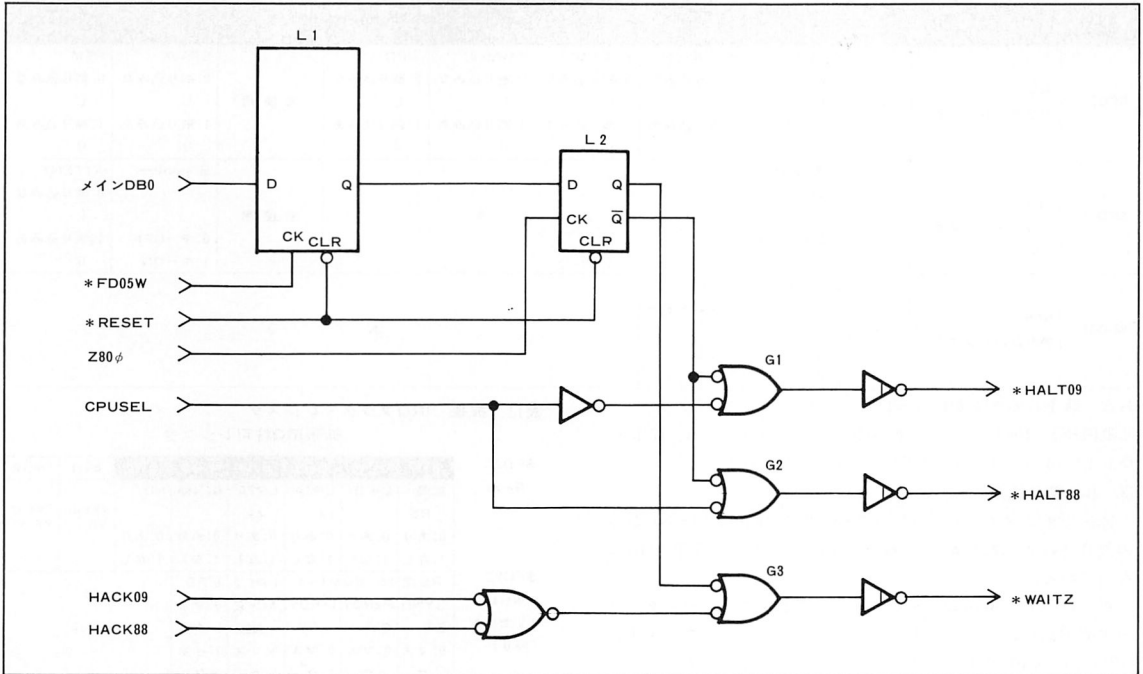 L1
L2
メインDB0
D
Q
D
Q
CK
Q̅
CK
CLR
CLR
*FD05W
*RESET
Z80φ
G1
*HALT09
CPUSEL
G2
*HALT88
G3
HACK09
*WAITZ
HACK88